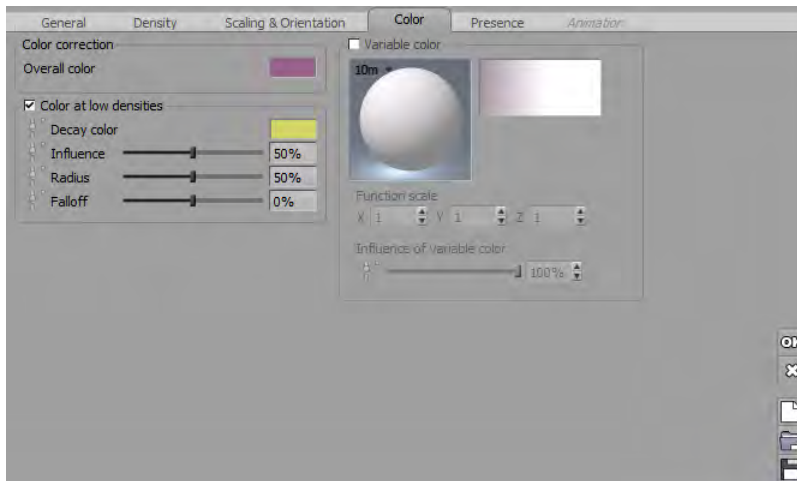 General Density Scaling & Orientation Color Presence Animation
Color correction
Overall color
Color at low densities
Decay color
Influence 50%
Radius 50%
Falloff 0%
Variable color
10m
Function scale
X 1 Y 1 Z 1
Influence of variable color
100%
OK